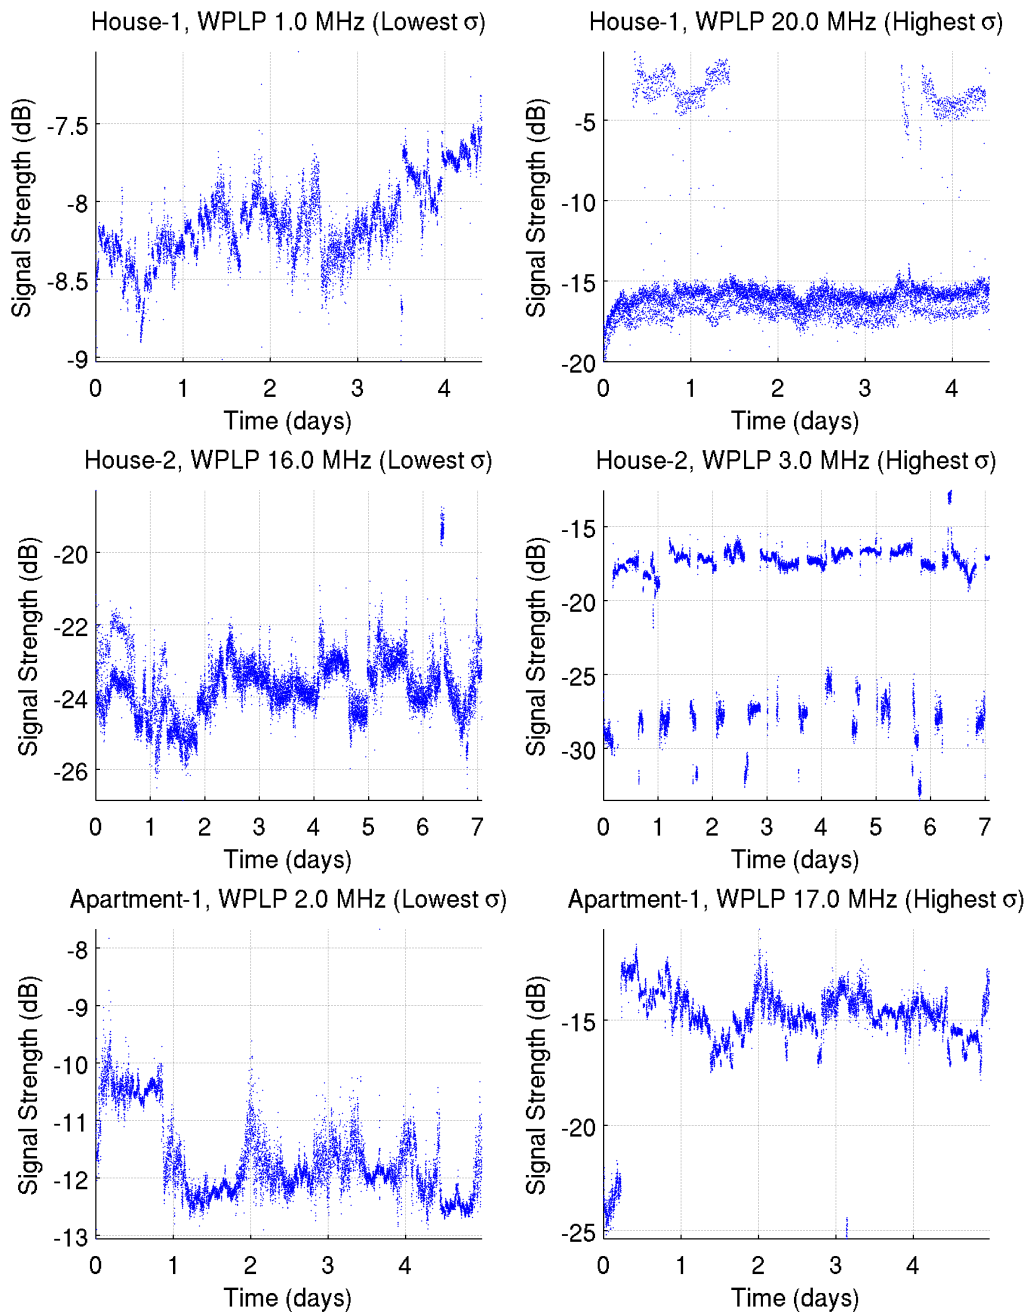 House-1, WPLP 1.0 MHz (Lowest σ)
Signal Strength (dB)
-7.5
-8
-8.5
-9
0 1 2 3 4
Time (days)
House-1, WPLP 20.0 MHz (Highest σ)
Signal Strength (dB)
-5
-10
-15
-20
0 1 2 3 4
Time (days)
House-2, WPLP 16.0 MHz (Lowest σ)
Signal Strength (dB)
-20
-22
-24
-26
0 1 2 3 4 5 6 7
Time (days)
House-2, WPLP 3.0 MHz (Highest σ)
Signal Strength (dB)
-15
-20
-25
-30
0 1 2 3 4 5 6 7
Time (days)
Apartment-1, WPLP 2.0 MHz (Lowest σ)
Signal Strength (dB)
-8
-9
-10
-11
-12
-13
0 1 2 3 4
Time (days)
Apartment-1, WPLP 17.0 MHz (Highest σ)
Signal Strength (dB)
-15
-20
-25
0 1 2 3 4
Time (days)